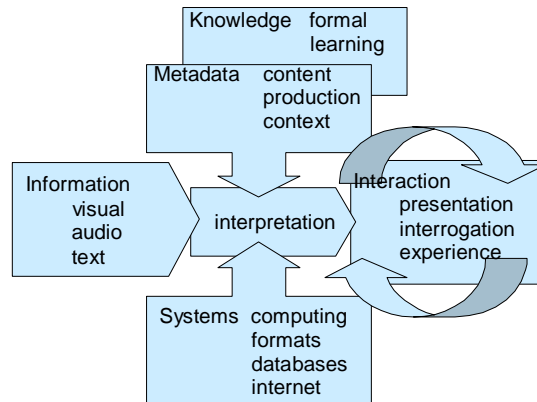 Knowledge formal
learning
Metadata content
production
context
Information
visual
audio
text
interpretation
Interaction
presentation
interrogation
experience
Systems computing
formats
databases
internet